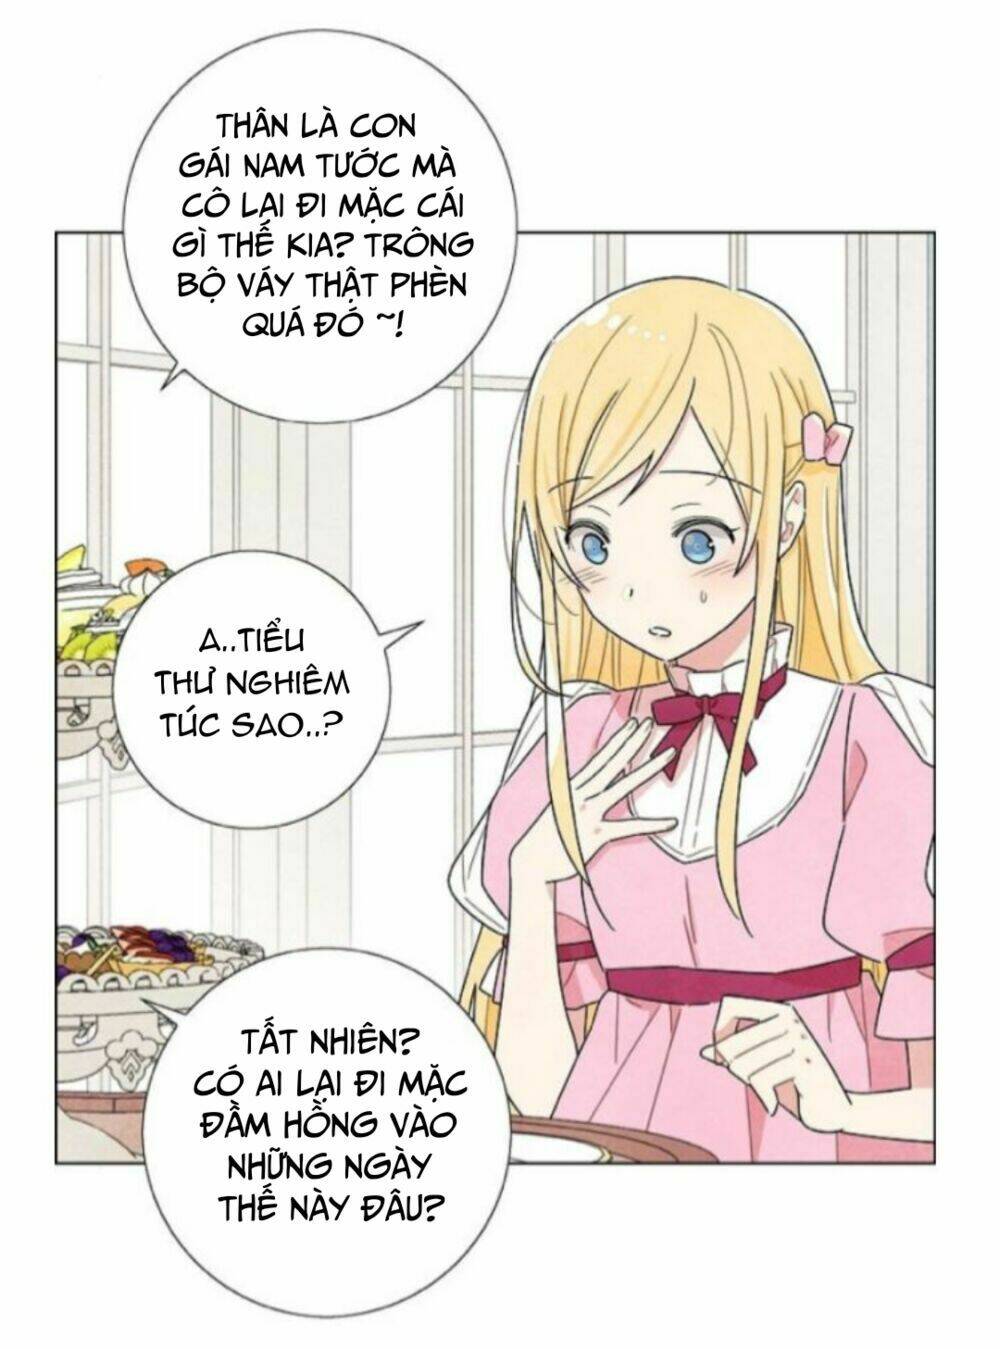 THÂN LÀ CON
GÁI NAM TƯỚC MÀ
CÔ LẠI ĐI MẶC CÁI
GÌ THẾ KIA? TRÔNG
BỘ VÁY THẬT PHÈN
QUÁ ĐÓ ~!
A..TIỂU
THƯ NGHIÊM
TÚC SAO..?
TẤT NHIÊN?
CÓ AI LẠI ĐI MẶC
ĐẦM HỒNG VÀO
NHỮNG NGÀY
THẾ NÀY ĐÂU?